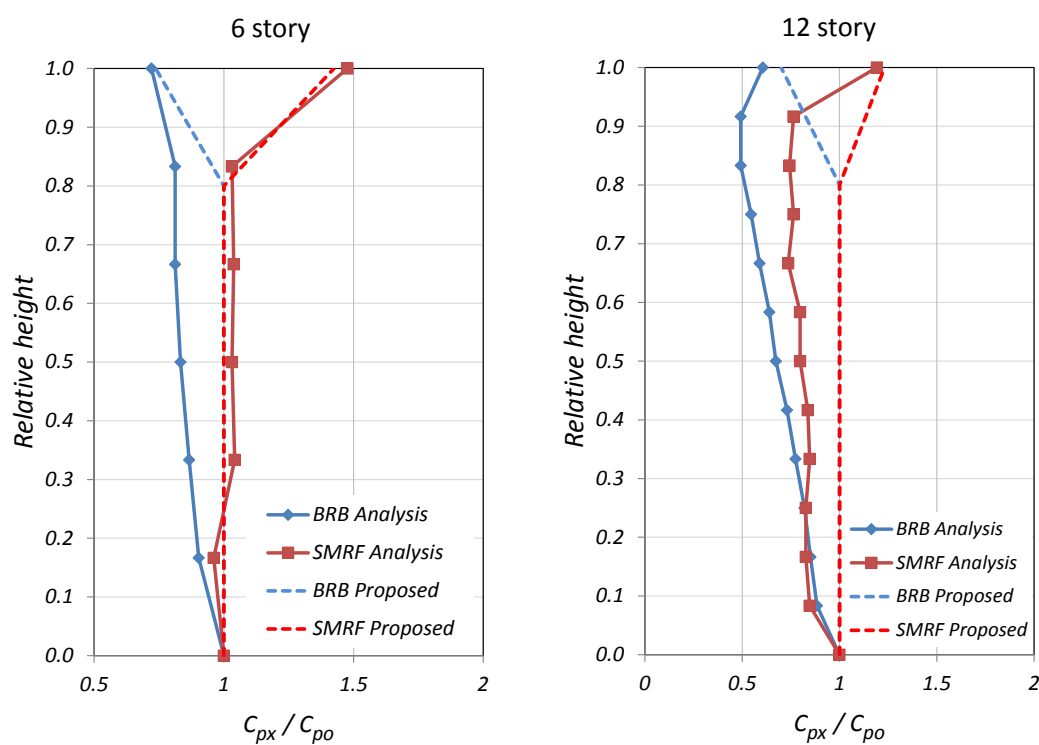 6 story
1.0
0.9
0.8
0.7
0.6
0.5
0.4
0.3
0.2
0.1
0.0
Relative height
BRB Analysis
SMRF Analysis
BRB Proposed
SMRF Proposed
0.5 1 1.5 2
Cpx / Cpo
12 story
1.0
0.9
0.8
0.7
0.6
0.5
0.4
0.3
0.2
0.1
0.0
Relative height
BRB Analysis
SMRF Analysis
BRB Proposed
SMRF Proposed
0 0.5 1 1.5 2
Cpx / Cpo